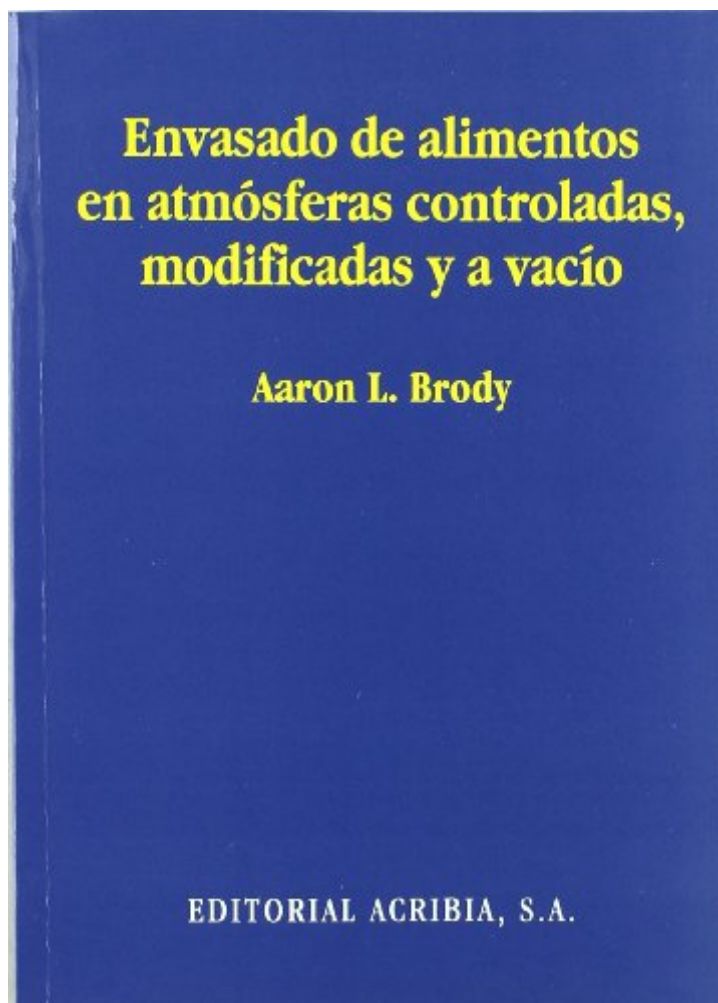 Envasado de alimentos
en atmósferas controladas,
modificadas y a vacío
Aaron L. Brody
EDITORIAL ACRIBIA, S.A.